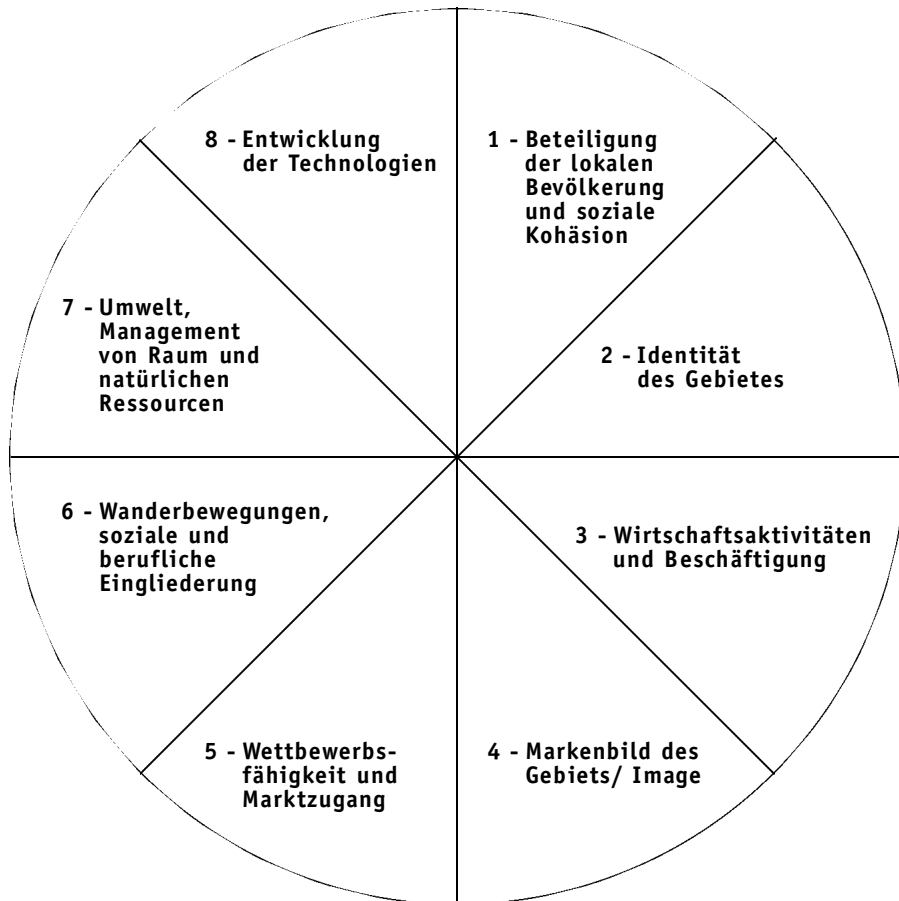 1 - Beteiligung
der lokalen
Bevölkerung
und soziale
Kohäsion
2 - Identität
des Gebietes
3 - Wirtschaftsaktivitäten
und Beschäftigung
4 - Markenbild des
Gebiets/ Image
5 - Wettbewerbs-
fähigkeit und
Marktzugang
6 - Wanderbewegungen,
soziale und
berufliche
Eingliederung
7 - Umwelt,
Management
von Raum und
natürlichen
Ressourcen
8 - Entwicklung
der Technologien